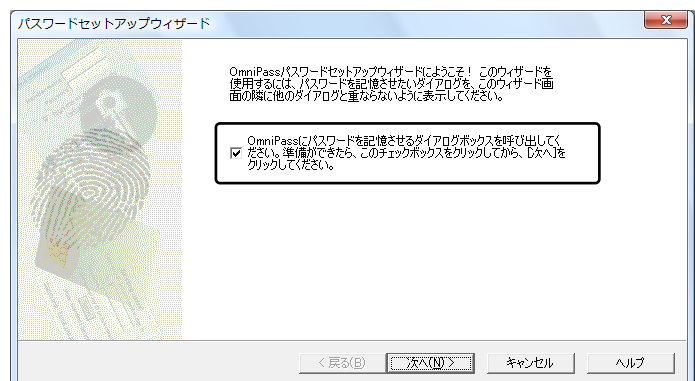 パスワードセットアップウィザード
OmniPassパスワードセットアップウィザードにようこそ！ このウィザードを
使用するには、パスワードを記憶させたいダイアログを、このウィザード画
面の隣に他のダイアログと重ならないように表示してください。
OmniPassにパスワードを記憶させるダイアログボックスを呼び出してく
ださい。準備ができたら、このチェックボックスをクリックしてから、[次へ]を
クリックしてください。
< 戻る(B)
次へ(N) >
キャンセル
ヘルプ